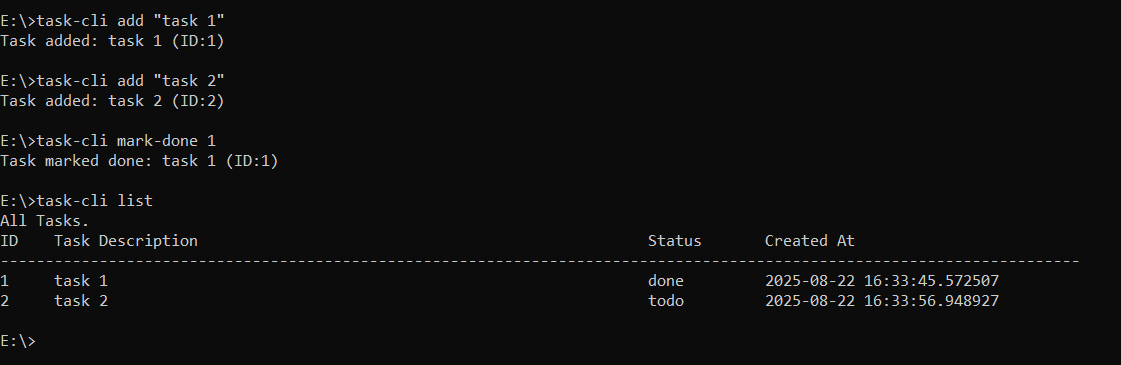 E:\>task-cli add "task 1"
Task added: task 1 (ID:1)
E:\>task-cli add "task 2"
Task added: task 2 (ID:2)
E:\>task-cli mark-done 1
Task marked done: task 1 (ID:1)
E:\>task-cli list
All Tasks.
ID    Task Description                                                  Status       Created At
------------------------------------------------------------------------------------------------------------------------
1     task 1                                                            done         2025-08-22 16:33:45.572507
2     task 2                                                            todo         2025-08-22 16:33:56.948927
E:\>